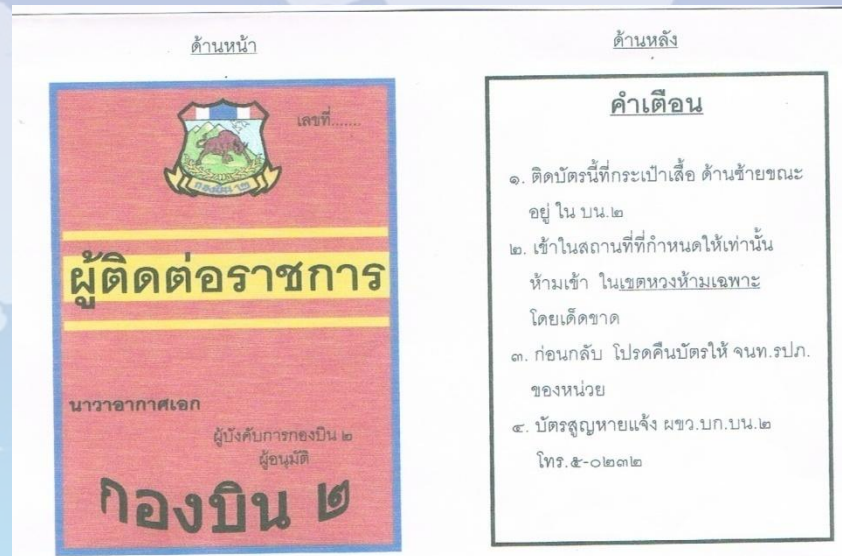 ด้านหน้า
เลขที่.......
กองบิน ๒
ผู้ติดต่อราชการ
นาวาอากาศเอก
ผู้บังคับการกองบิน ๒
ผู้อนุมัติ
กองบิน ๒
ด้านหลัง
คำเตือน
๑. ติดบัตรนี้ที่กระเป๋าเสื้อ ด้านซ้ายขณะ
อยู่ ใน บน.๒
๒. เข้าในสถานที่ที่กำหนดให้เท่านั้น
ห้ามเข้า ในเขตหวงห้ามเฉพาะ
โดยเด็ดขาด
๓. ก่อนกลับ โปรดคืนบัตรให้ จนท.รปภ.
ของหน่วย
๔. บัตรสูญหายแจ้ง ผขว.บก.บน.๒
โทร.๕-๐๒๓๒